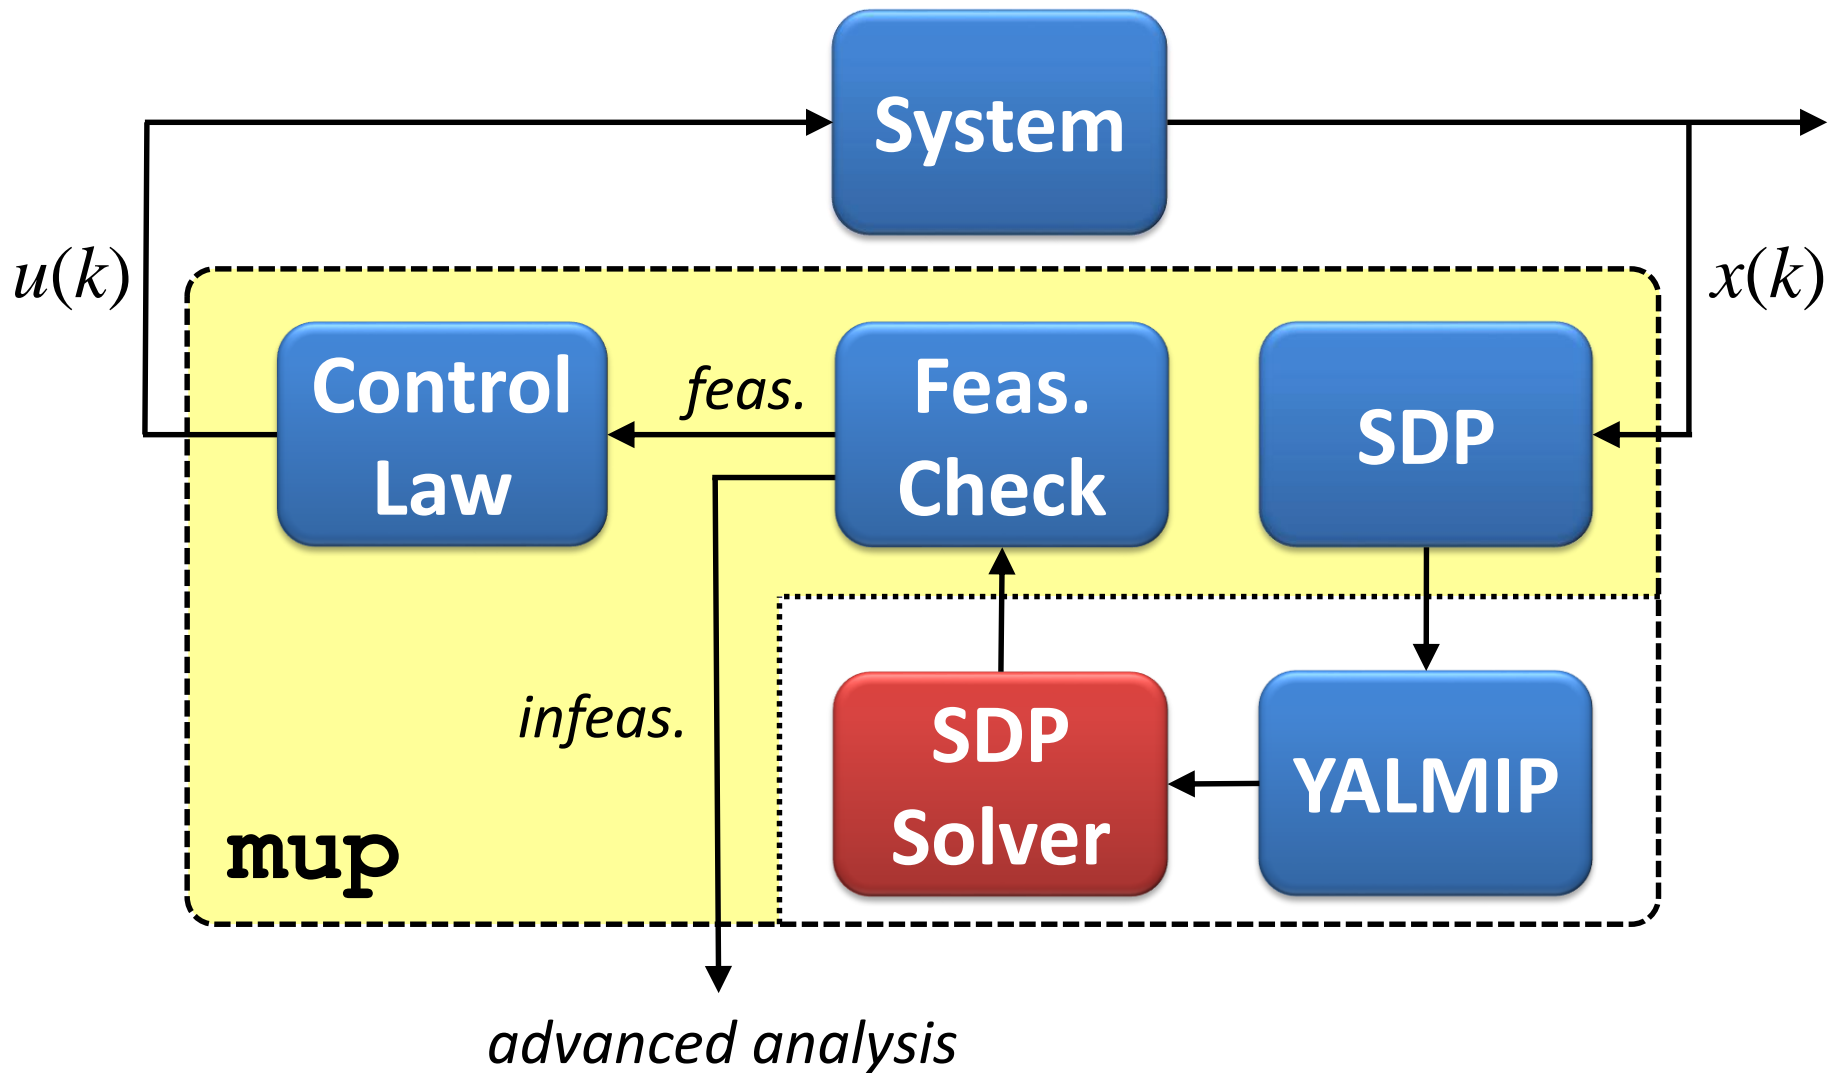 System
u(k)
x(k)
Control
Law
feas.
Feas.
Check
SDP
infeas.
SDP
Solver
YALMIP
mup
advanced analysis